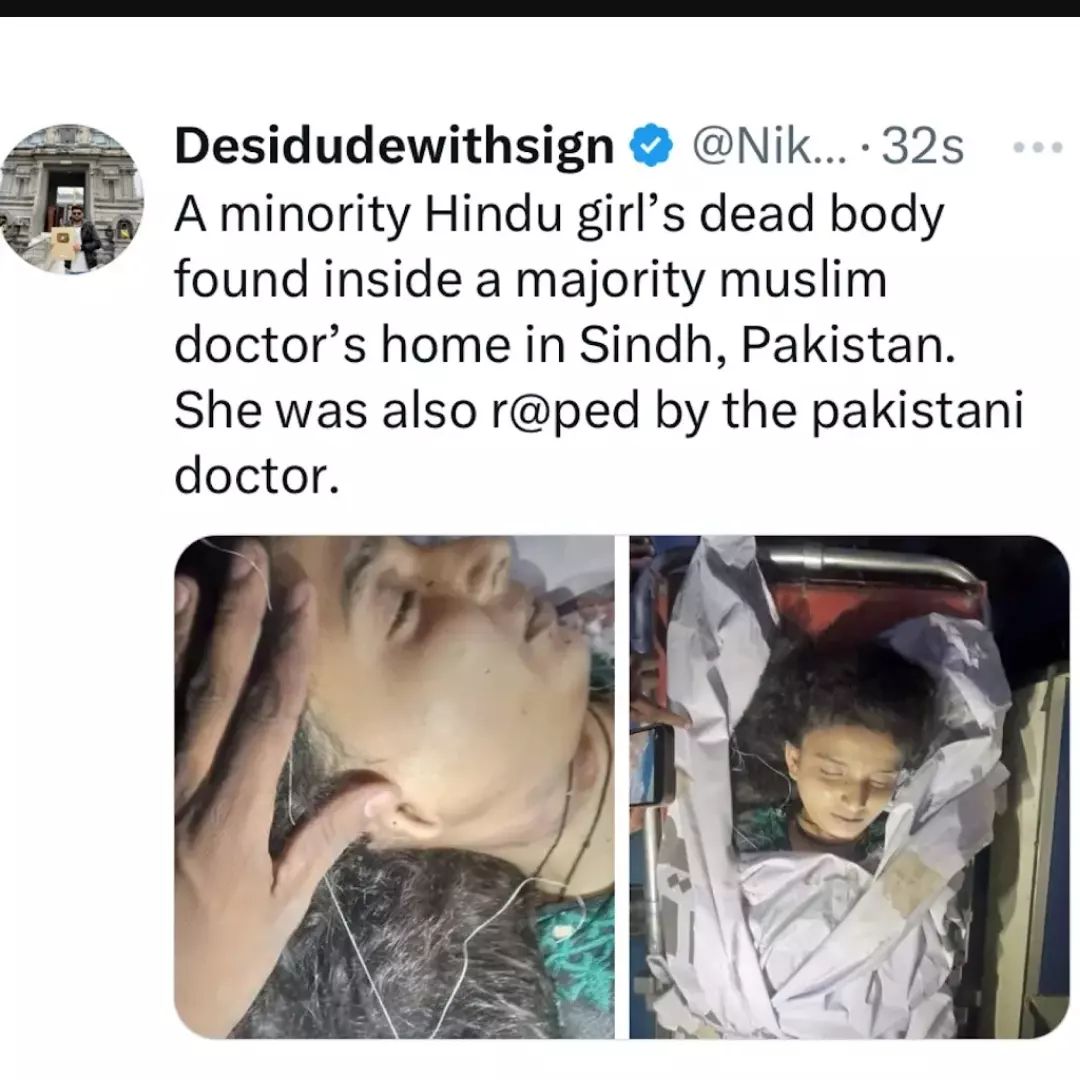 Desidudewithsign @Nik... · 32s
A minority Hindu girl’s dead body
found inside a majority muslim
doctor’s home in Sindh, Pakistan.
She was also r@ped by the pakistani
doctor.